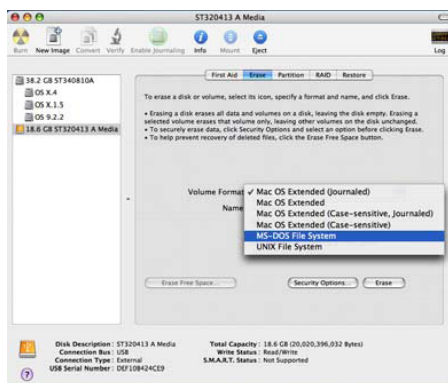 ST320413 A Media
Burn New Image Convert Verify Enable Journaling Info Mount Eject Log
First Aid Erase Partition RAID Restore
38.2 GB ST340810A
OS X.4
OS X.1.5
OS 9.2.2
18.6 GB ST320413 A Media
To erase a disk or volume, select its icon, specify a format and name, and click Erase.
• Erasing a disk erases all data and volumes on a disk, leaving the disk empty. Erasing a
selected volume erases that volume only, leaving other volumes on the disk unchanged.
• To securely erase data, click Security Options and select an option before clicking Erase.
• To help prevent recovery of deleted files, click the Erase Free Space button.
Volume Format ✓ Mac OS Extended (Journaled)
Mac OS Extended
Name Mac OS Extended (Case-sensitive, Journaled)
Mac OS Extended (Case-sensitive)
MS-DOS File System
UNIX File System
Erase Free Space... Security Options... Erase
Disk Description : ST320413 A Media Total Capacity : 18.6 GB (20,020,396,032 Bytes)
Connection Bus : USB Write Status : Read/Write
Connection Type : External S.M.A.R.T. Status : Not Supported
USB Serial Number : DEF10B424CE9
?